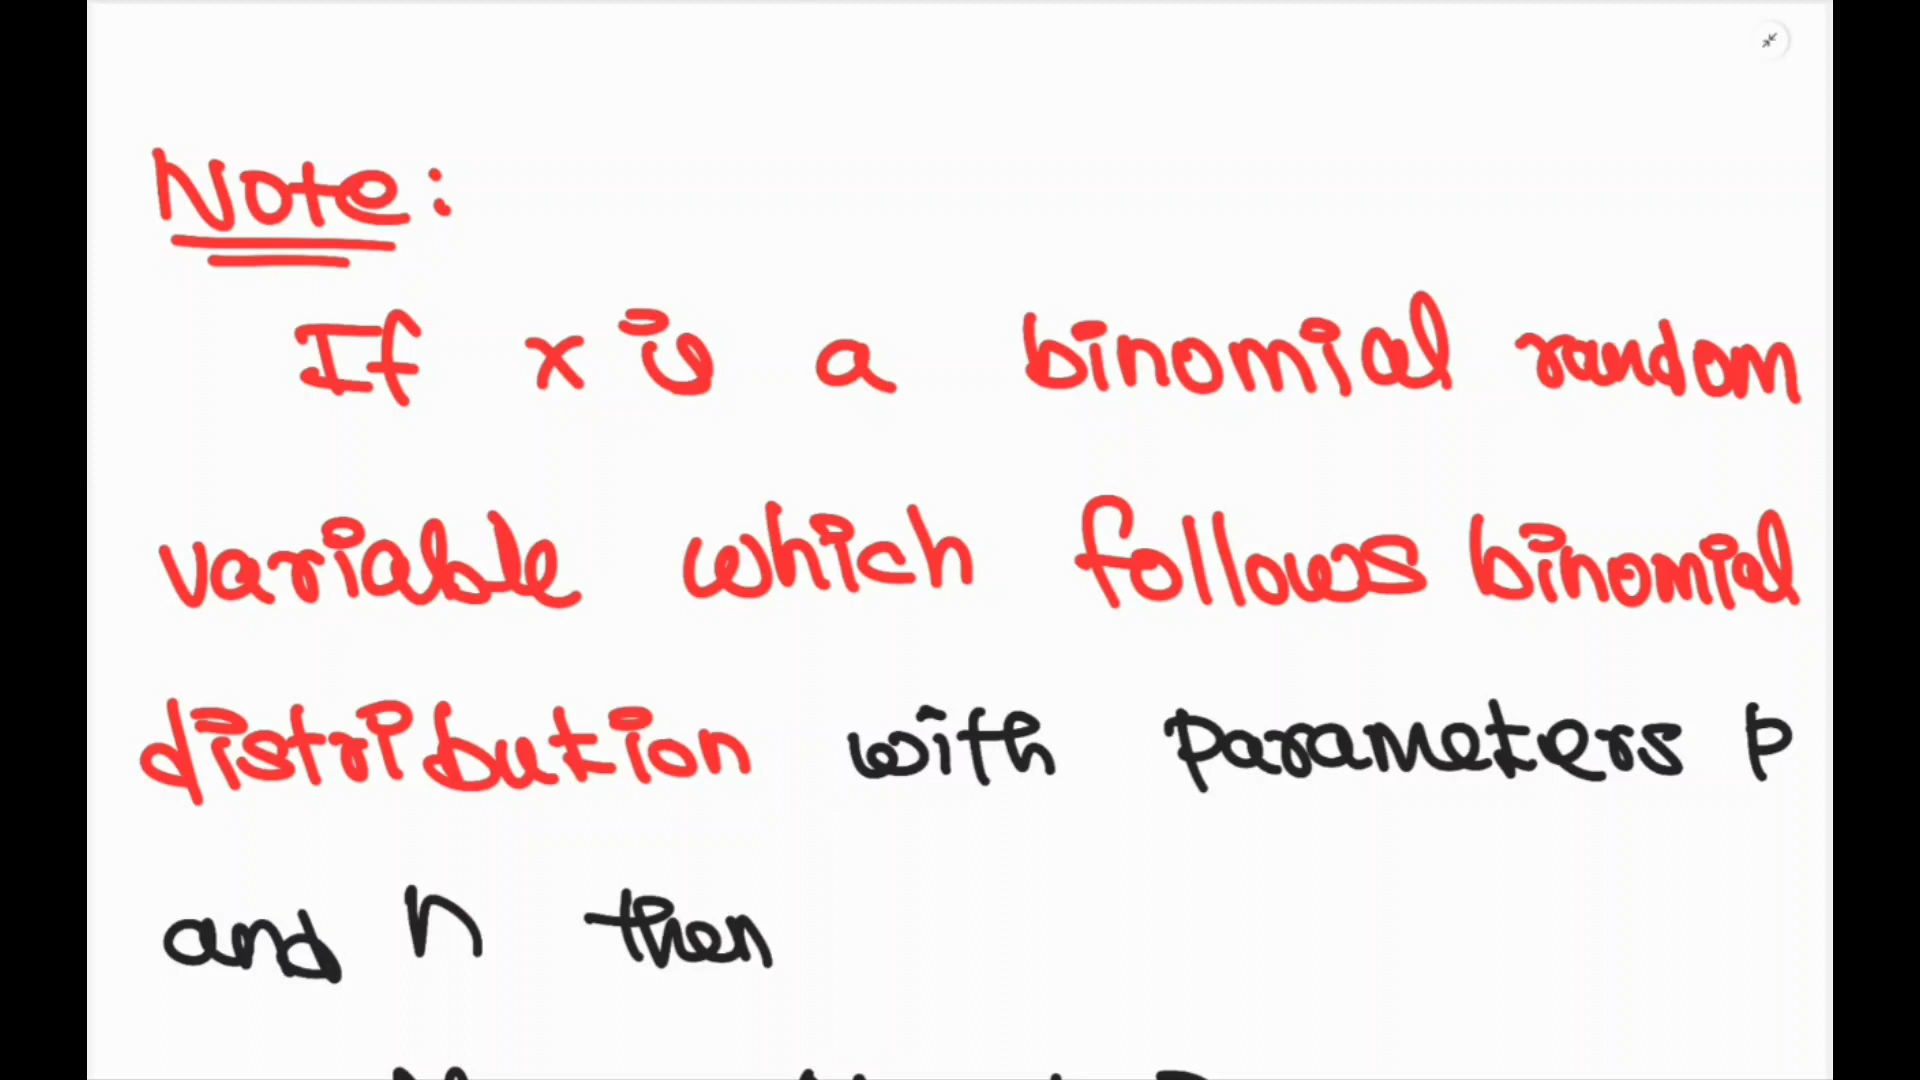 Note:
If x is a binomial random
variable which follows binomial
distribution with parameters P
and n then